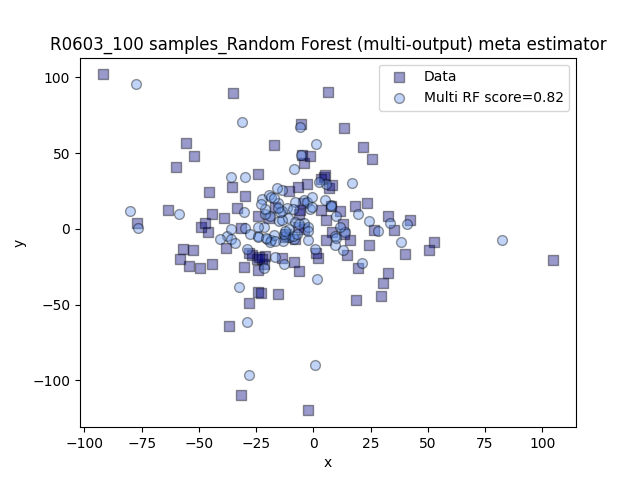 R0603_100 samples_Random Forest (multi-output) meta estimator
Data
Multi RF score=0.82
100
50
0
−50
−100
y
−100
−75
−50
−25
0
25
50
75
100
x